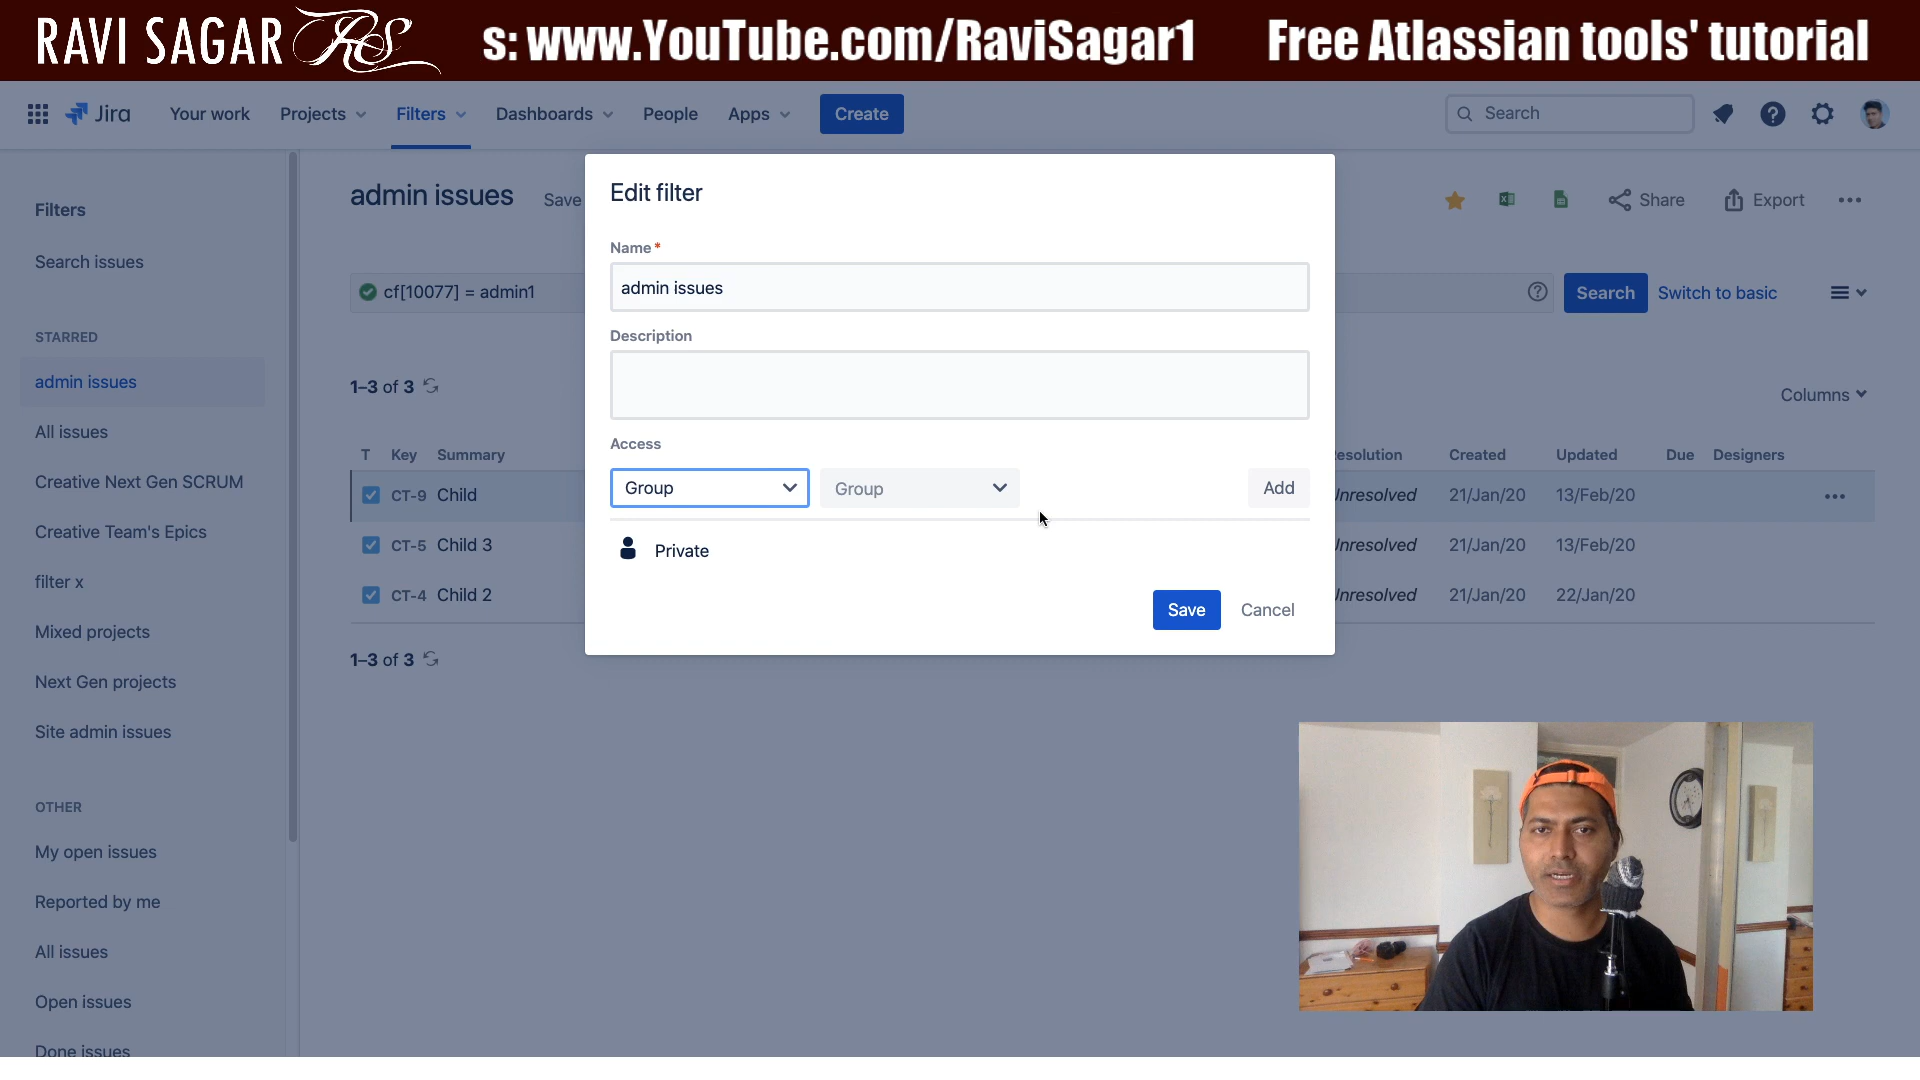 RAVI SAGAR RS s: www.YouTube.com/RaviSagar1 Free Atlassian tools' tutorial
Jira Your work Projects Filters Dashboards People Apps Create Search
Filters
Search issues
STARRED
admin issues
All issues
Creative Next Gen SCRUM
Creative Team's Epics
filter x
Mixed projects
Next Gen projects
Site admin issues
OTHER
My open issues
Reported by me
All issues
Open issues
Done issues
admin issues Save Share Export
cf[10077] = admin1 Search Switch to basic
1–3 of 3 Columns
T Key Summary esolution Created Updated Due Designers
CT-9 Child Unresolved 21/Jan/20 13/Feb/20
CT-5 Child 3 Unresolved 21/Jan/20 13/Feb/20
CT-4 Child 2 Unresolved 21/Jan/20 22/Jan/20
1–3 of 3
Edit filter
Name *
admin issues
Description
Access
Group Group Add
Private
Save Cancel